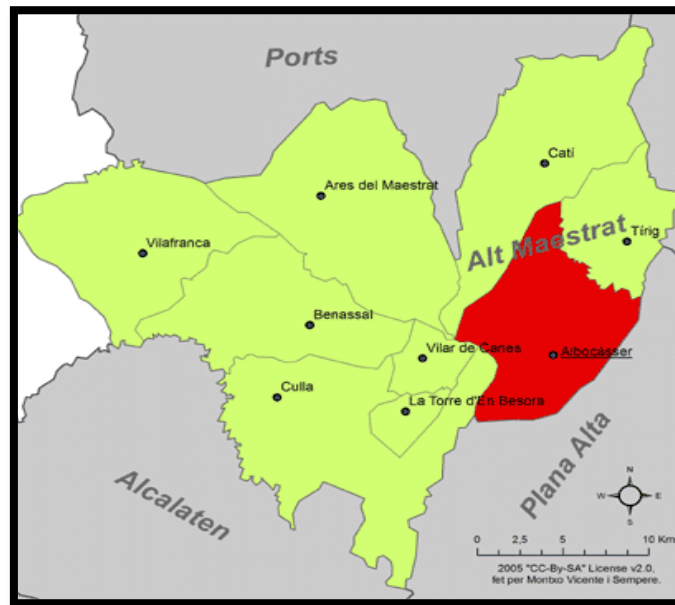 Ports
Catí
Ares del Maestrat
Alt Maestrat
Tírig
Vilafranca
Benassal
Vilar de Canes
Albocàsser
Culla
La Torre d'En Besora
Alcalaten
Plana Alta
N
W
E
S
0 2,5 5 10 Km
2005 "CC-By-SA" License v2.0,
fet per Montxo Vicente i Sempere.